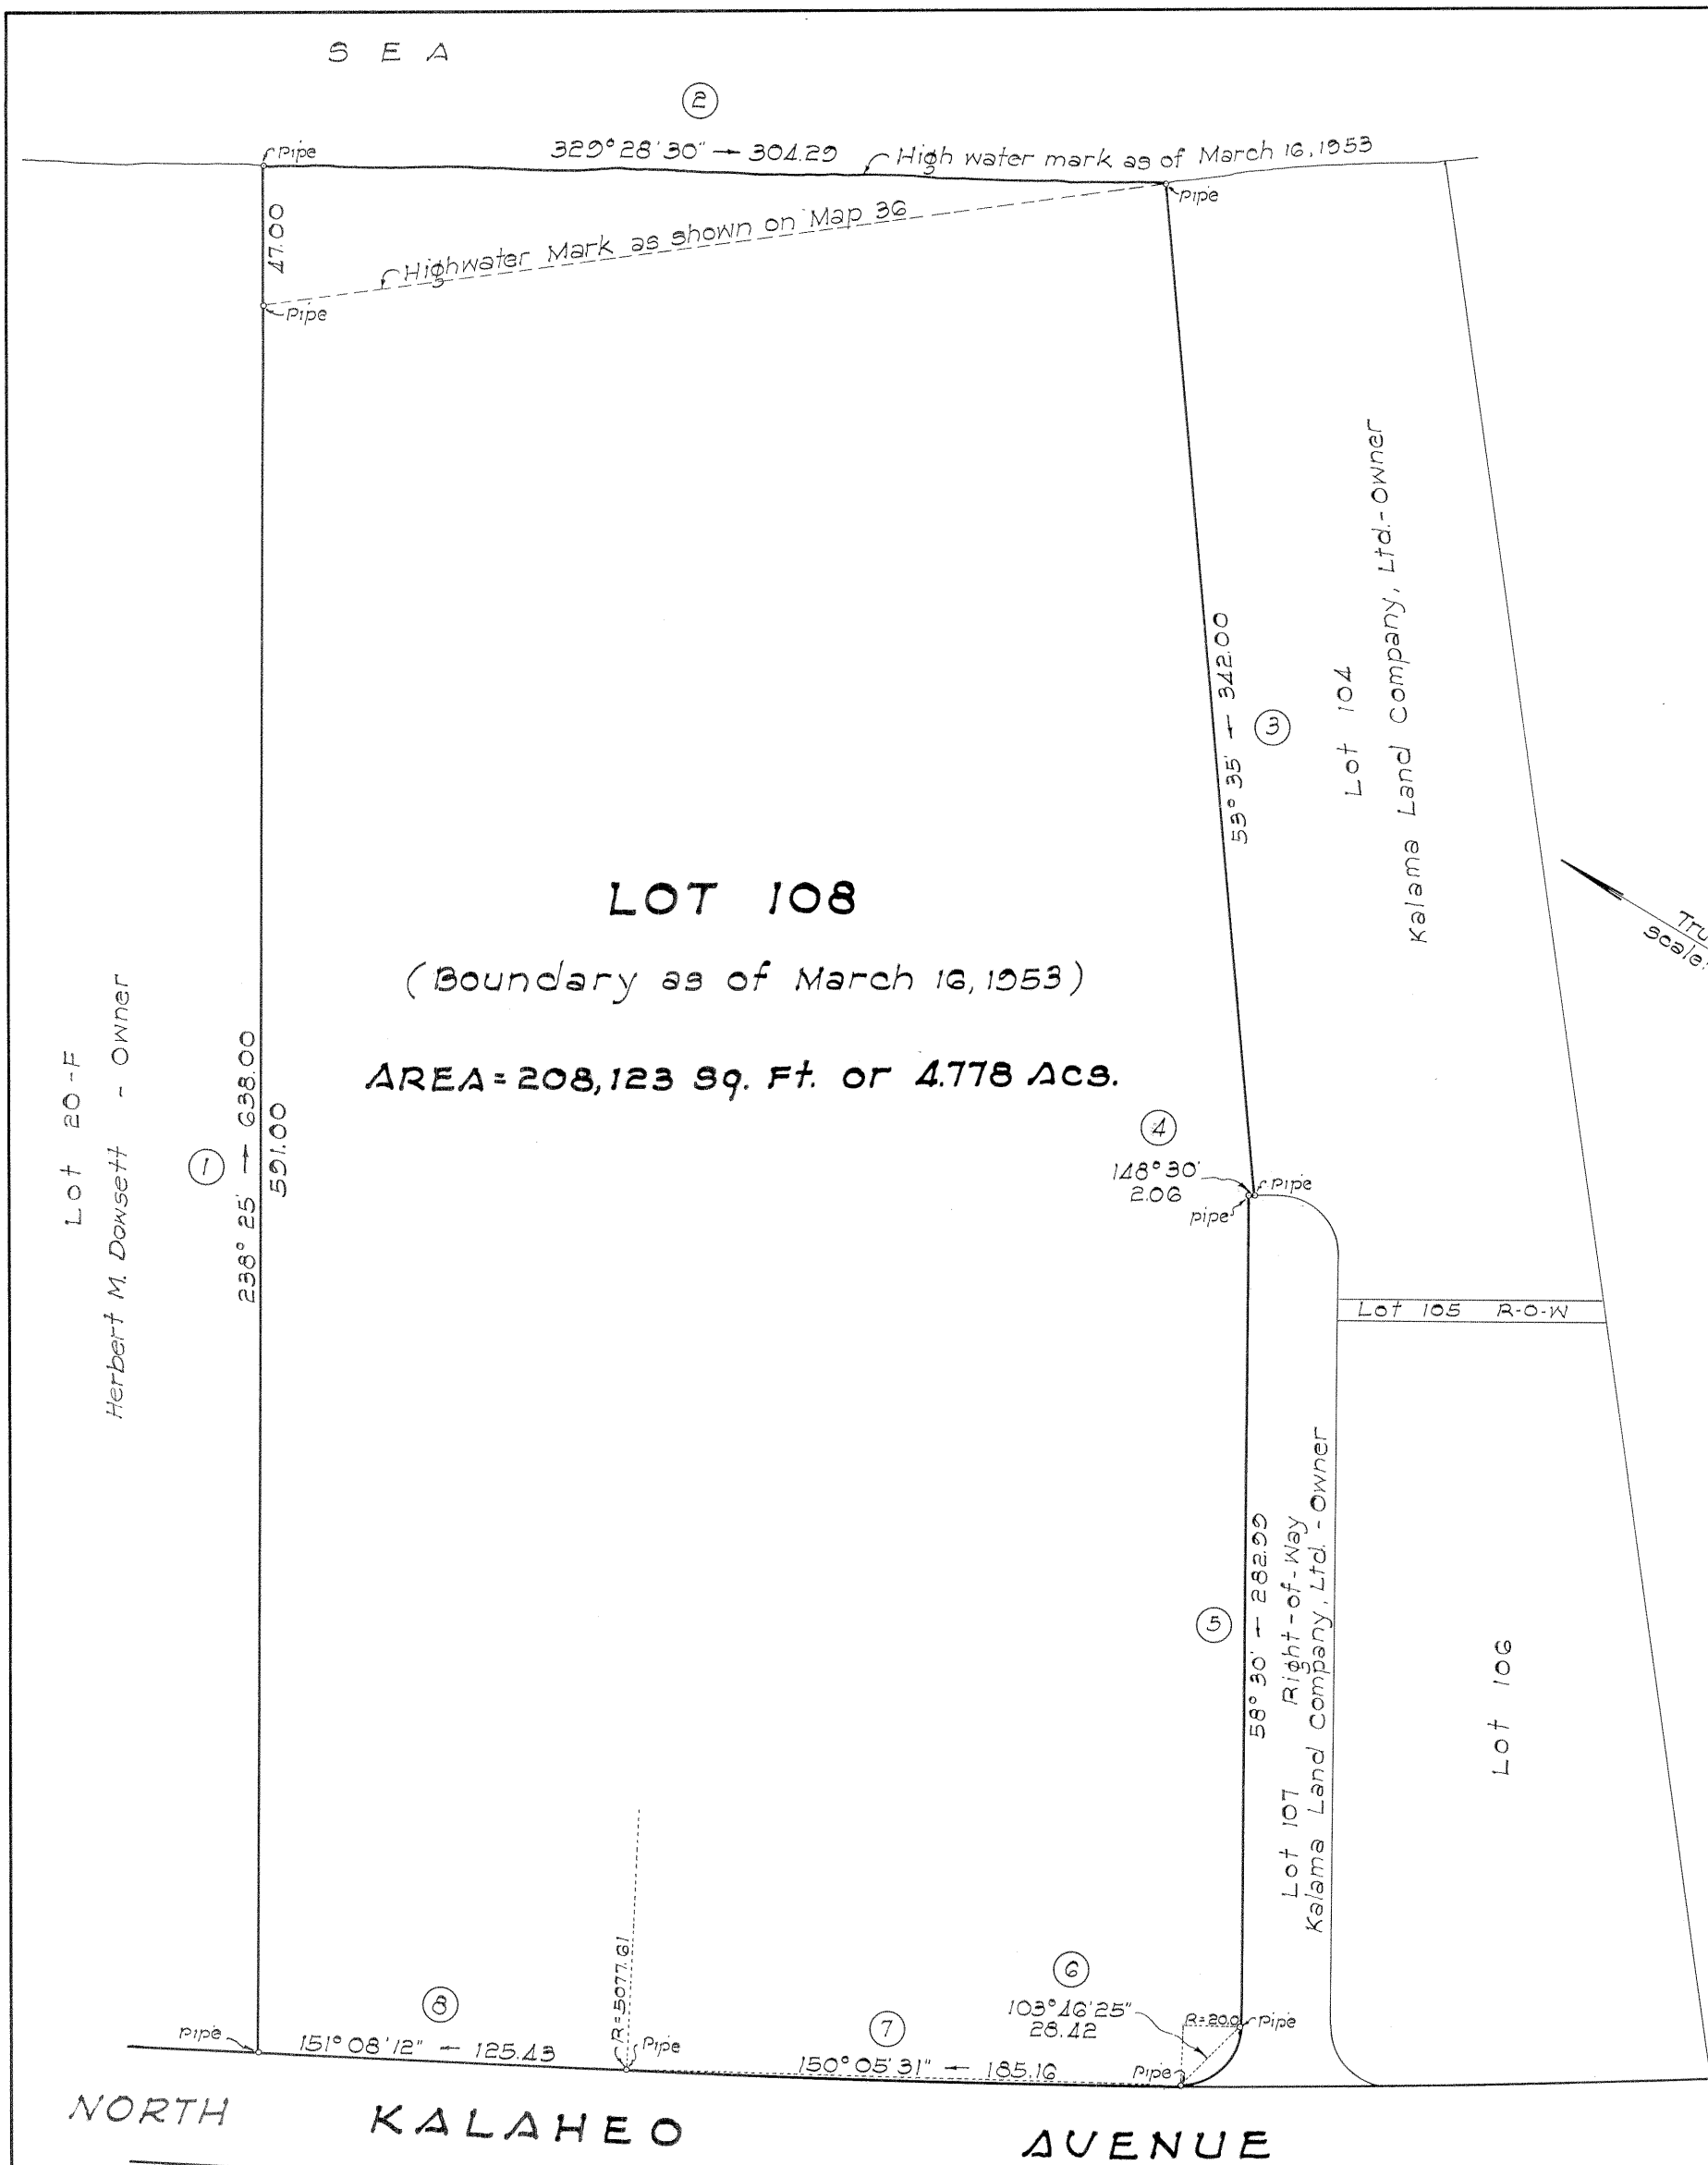 SEA
2
329° 28' 30" → 304.29
High water mark as of March 16, 1953
Pipe
Pipe
47.00
Highwater Mark as shown on Map 36
Pipe
53° 35' ← 342.00
3
Lot 104
Kalama Land Company, Ltd.-Owner
LOT 108
(Boundary as of March 16, 1953)
AREA = 208,123 Sq. Ft. or 4.778 Acs.
Lot 20-F
Herbert M. Dowsett - Owner
1
238° 25' → 638.00
591.00
4
148° 30'
2.06
Pipe
pipe
Lot 105 R-O-W
5
58° 30' ← 282.99
Lot 107 Right-of-Way
Kalama Land Company, Ltd. - Owner
Lot 106
R=5077.61
8
6
103° 46' 25"
28.42
R=20.0
Pipe
7
pipe
151° 08' 12" ← 125.43
Pipe
150° 05' 31" ← 185.16
Pipe
NORTH KALAHEO AVENUE